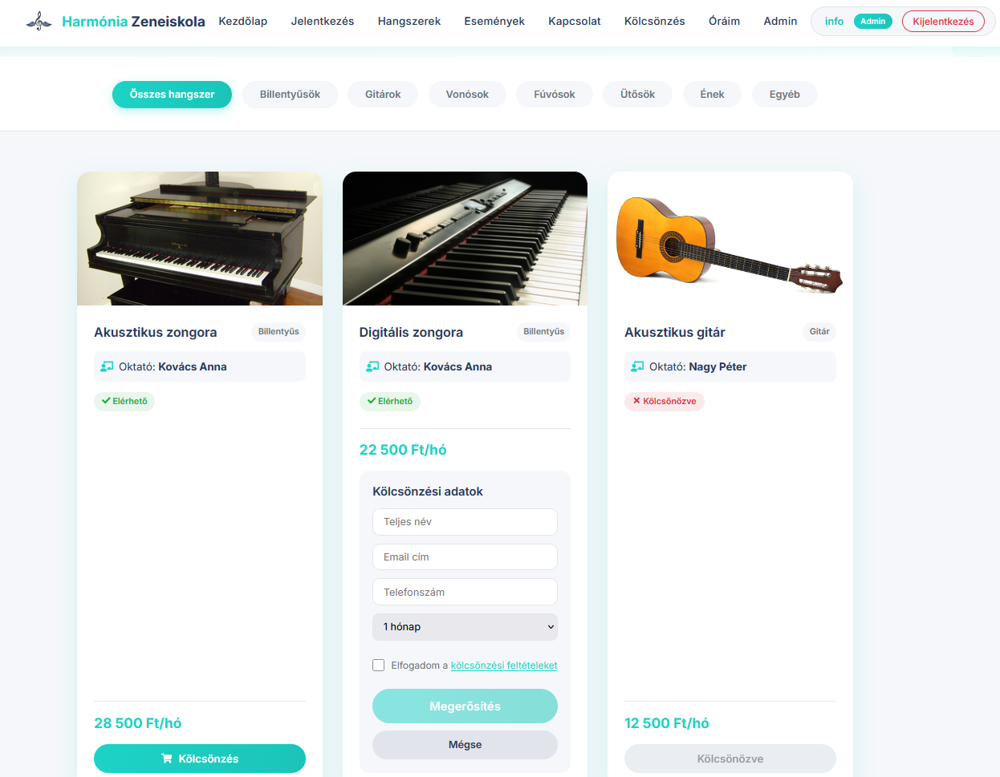 Harmónia Zeneiskola Kezdőlap Jelentkezés Hangszerek Események Kapcsolat Kölcsönzés Óráim Admin info Admin Kijelentkezés
Összes hangszer Billentyűsök Gitárok Vonósok Fúvósok Ütősök Ének Egyéb
Akusztikus zongora Billentyűs
Oktató: Kovács Anna
Elérhető
28 500 Ft/hó
Kölcsönzés
Digitális zongora Billentyűs
Oktató: Kovács Anna
Elérhető
22 500 Ft/hó
Kölcsönzési adatok
Teljes név
Email cím
Telefonszám
1 hónap
Elfogadom a kölcsönzési feltételeket
Megerősítés
Mégse
Akusztikus gitár Gitár
Oktató: Nagy Péter
Kölcsönözve
12 500 Ft/hó
Kölcsönözve